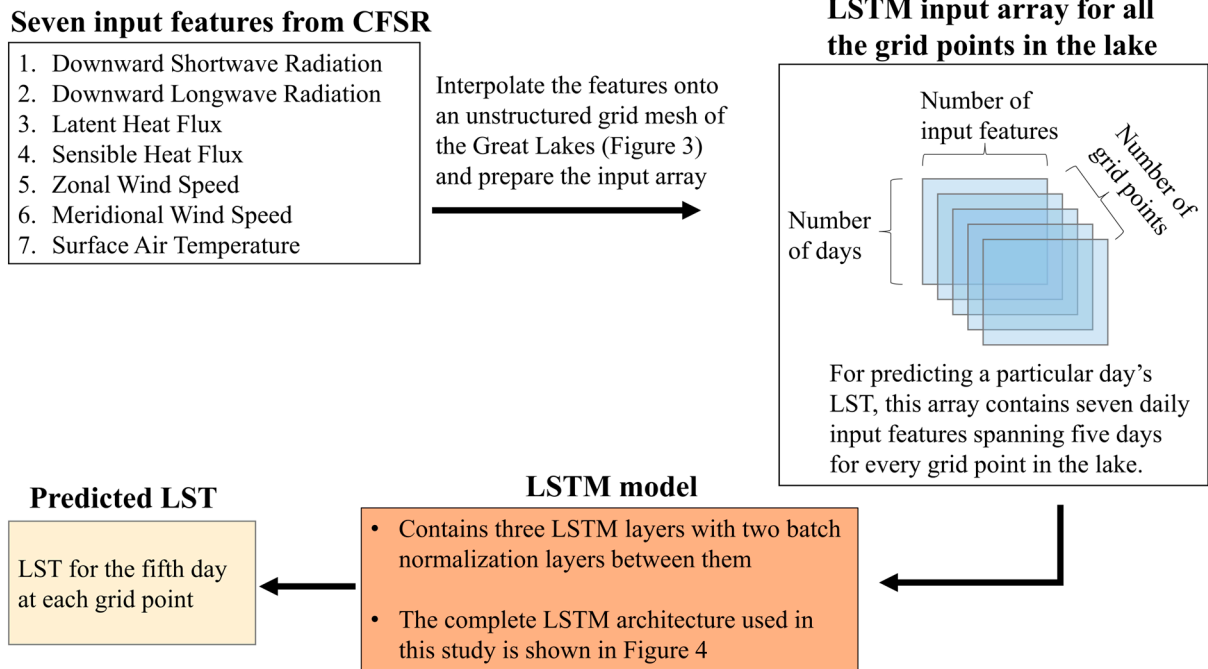 Seven input features from CFSR
1. Downward Shortwave Radiation
2. Downward Longwave Radiation
3. Latent Heat Flux
4. Sensible Heat Flux
5. Zonal Wind Speed
6. Meridional Wind Speed
7. Surface Air Temperature
Interpolate the features onto
an unstructured grid mesh of
the Great Lakes (Figure 3)
and prepare the input array
LSTM input array for all
the grid points in the lake
Number of
input features
Number of
grid points
Number
of days
For predicting a particular day’s
LST, this array contains seven daily
input features spanning five days
for every grid point in the lake.
LSTM model
• Contains three LSTM layers with two batch
normalization layers between them
• The complete LSTM architecture used in
this study is shown in Figure 4
Predicted LST
LST for the fifth day
at each grid point